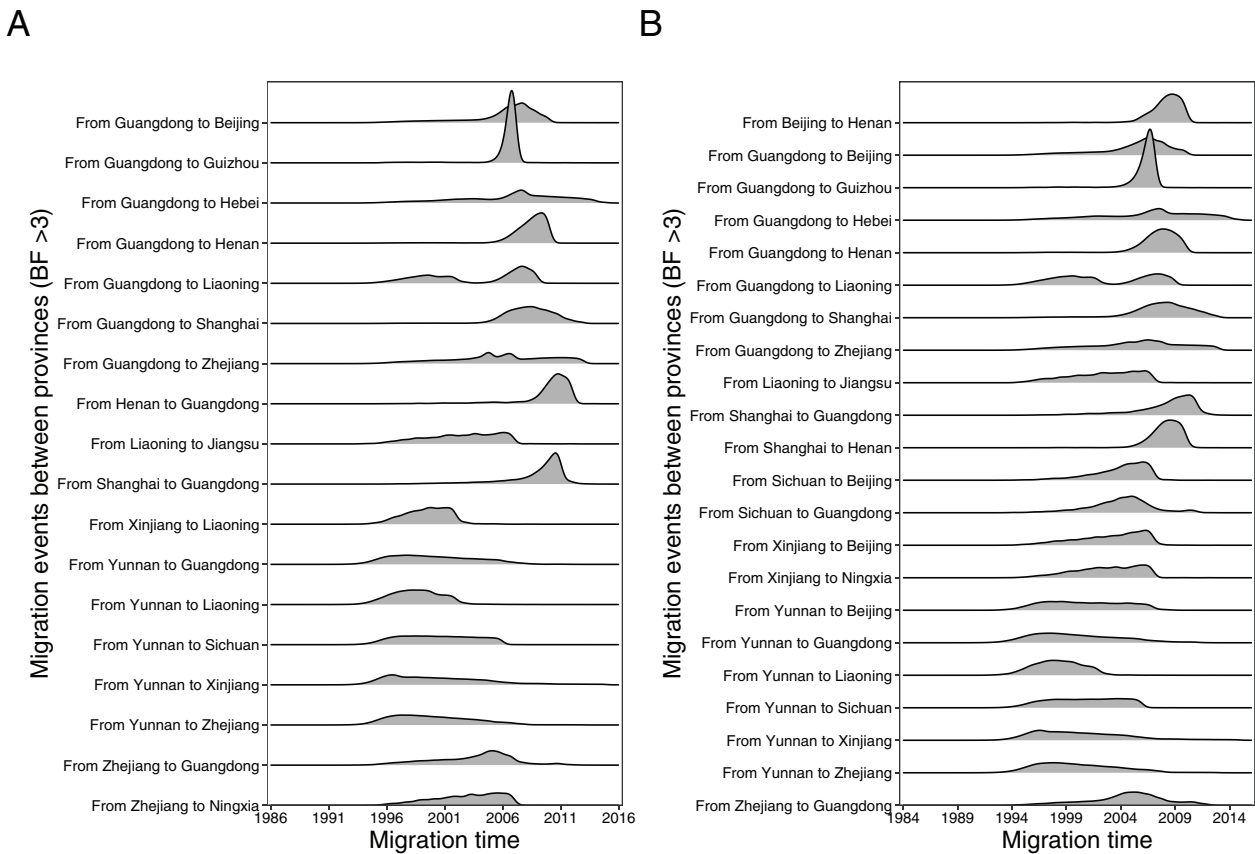 A
Migration events between provinces (BF >3)
From Guangdong to Beijing
From Guangdong to Guizhou
From Guangdong to Hebei
From Guangdong to Henan
From Guangdong to Liaoning
From Guangdong to Shanghai
From Guangdong to Zhejiang
From Henan to Guangdong
From Liaoning to Jiangsu
From Shanghai to Guangdong
From Xinjiang to Liaoning
From Yunnan to Guangdong
From Yunnan to Liaoning
From Yunnan to Sichuan
From Yunnan to Xinjiang
From Yunnan to Zhejiang
From Zhejiang to Guangdong
From Zhejiang to Ningxia
1986 1991 1996 2001 2006 2011 2016
Migration time
B
Migration events between provinces (BF >3)
From Beijing to Henan
From Guangdong to Beijing
From Guangdong to Guizhou
From Guangdong to Hebei
From Guangdong to Henan
From Guangdong to Liaoning
From Guangdong to Shanghai
From Guangdong to Zhejiang
From Liaoning to Jiangsu
From Shanghai to Guangdong
From Shanghai to Henan
From Sichuan to Beijing
From Sichuan to Guangdong
From Xinjiang to Beijing
From Xinjiang to Ningxia
From Yunnan to Beijing
From Yunnan to Guangdong
From Yunnan to Liaoning
From Yunnan to Sichuan
From Yunnan to Xinjiang
From Yunnan to Zhejiang
From Zhejiang to Guangdong
1984 1989 1994 1999 2004 2009 2014
Migration time